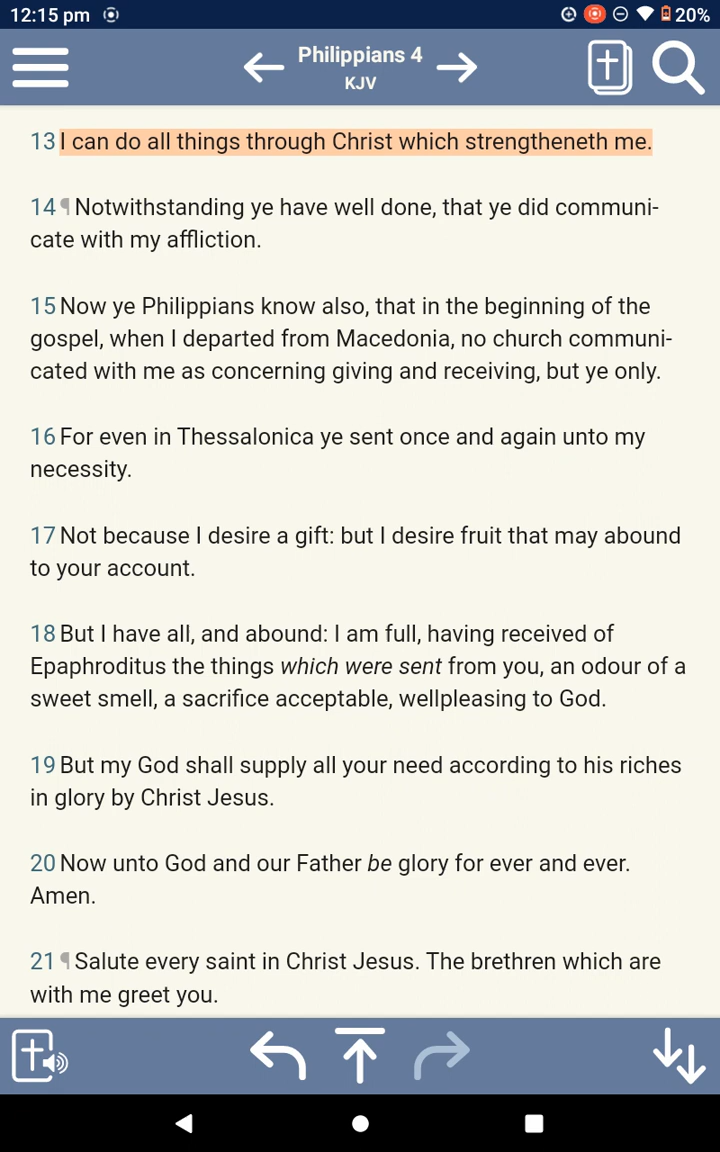 12:15 pm 20%
Philippians 4
KJV
13 I can do all things through Christ which strengtheneth me.
14 ¶ Notwithstanding ye have well done, that ye did communi-
cate with my affliction.
15 Now ye Philippians know also, that in the beginning of the
gospel, when I departed from Macedonia, no church communi-
cated with me as concerning giving and receiving, but ye only.
16 For even in Thessalonica ye sent once and again unto my
necessity.
17 Not because I desire a gift: but I desire fruit that may abound
to your account.
18 But I have all, and abound: I am full, having received of
Epaphroditus the things which were sent from you, an odour of a
sweet smell, a sacrifice acceptable, wellpleasing to God.
19 But my God shall supply all your need according to his riches
in glory by Christ Jesus.
20 Now unto God and our Father be glory for ever and ever.
Amen.
21 ¶ Salute every saint in Christ Jesus. The brethren which are
with me greet you.